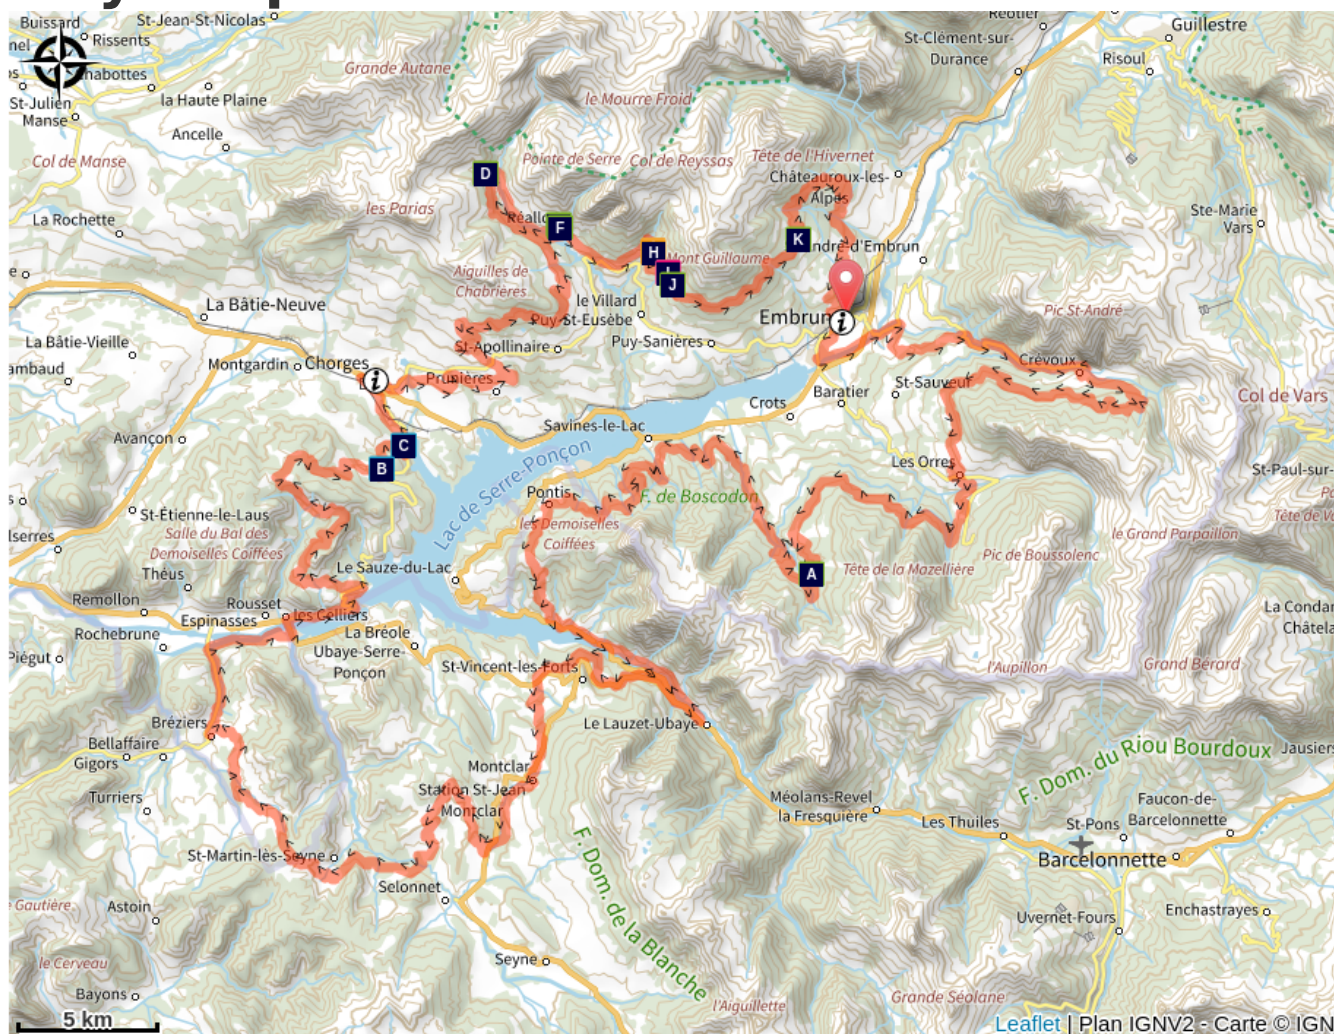 Buissard
St-Jean-St-Nicolas
Rissents
Grande Autane
St-Julien
Manse
la Haute Plaine
Ancelle
Col de Manse
La Rochette
les Parias
le Mourre Froid
Pointe de Serre
Col de Reyssas
Tête de l'Hivernet
Châteauroux-les-
Alpes
St-Clément-sur-
Durance
Guillestre
Risoul
Ste-Marie
Vars
D
F
H
J
K
Mont Guillaume
Aiguilles de
Chabrières
le Villard
St-Eusèbe
Puy-Sanières
Embrun
i
Pic St-André
Crévoux
Col de Vars
La Bâtie-Neuve
La Bâtie-Vieille
Montgardin
Chorges
i
St-Apollinaire
Prunières
Baratier
St-Sauveur
Crots
Savines-le-Lac
Avançon
C
B
Lac de Serre-Ponçon
Les Orres
Pontis
F. de Boscodon
les Demoiselles
Coiffées
St-Étienne-le-Laus
Salle du Bal des
Demoiselles Coiffées
Théus
Le Sauze-du-Lac
A
Tête de la Mazelière
Pic de Boussolenc
le Grand Parpaillon
Remollon
Rousset
Espinasses
les Celliers
Rochebrune
La Bréole
Ubaye-Serre-
Ponçon
Piégut
St-Vincent-les-Forts
l'Aupillon
Grand Bérard
Bréziers
Bellaffaire
Gigors
Le Lauzet-Ubaye
F. Dom. du Riou Bourdoux
Jausiers
Turriers
Montclar
Station St-Jean
Montclar
Méolans-Revel
la Fresquière
Les Thuiles
Faucon-de-
Barcelonnette
St-Pons
Barcelonnette
St-Martin-lès-Seyne
Selonnet
F. Dom. de la Blanche
Astoin
Uvernet-Fours
Enchastrayes
Seyne
le Cerveau
Bayons
l'Aiguillette
Grande Séolane
5 km
Leaflet | Plan IGNV2 - Carte © IGN